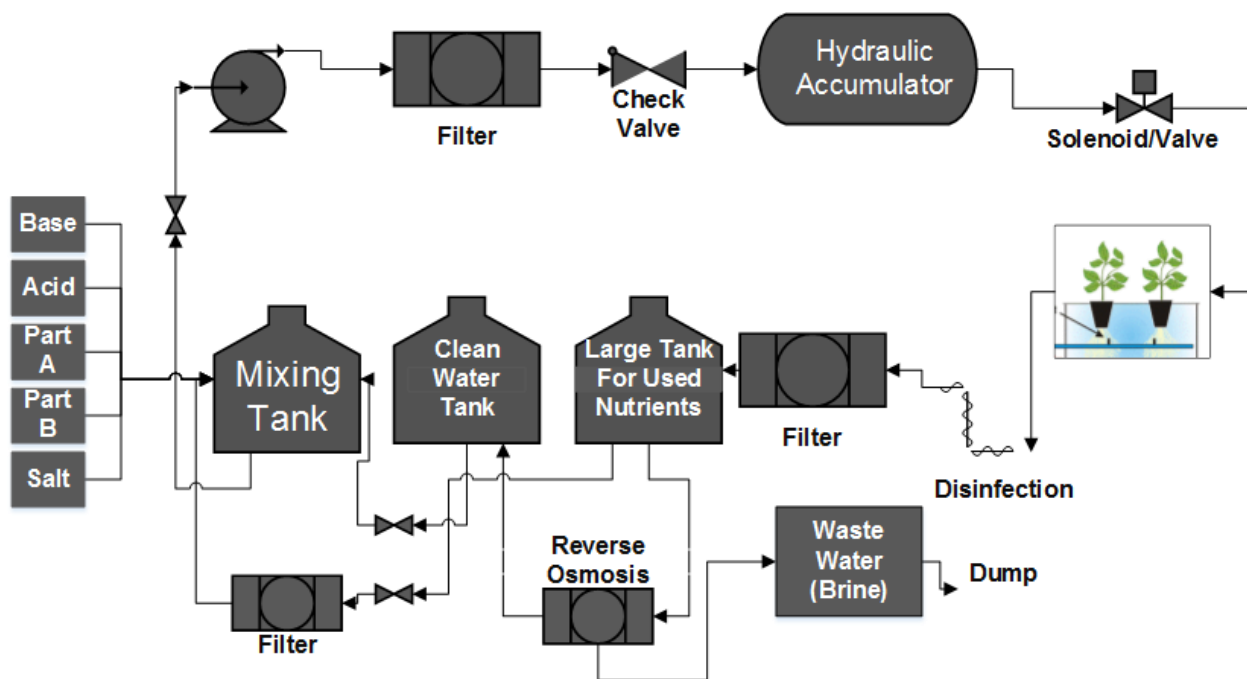 Hydraulic
Accumulator
Filter
Check
Valve
Solenoid/Valve
Base
Acid
Part
A
Part
B
Salt
Mixing
Tank
Clean
Water
Tank
Large Tank
For Used
Nutrients
Filter
Disinfection
Reverse
Osmosis
Waste
Water
(Brine)
Dump
Filter